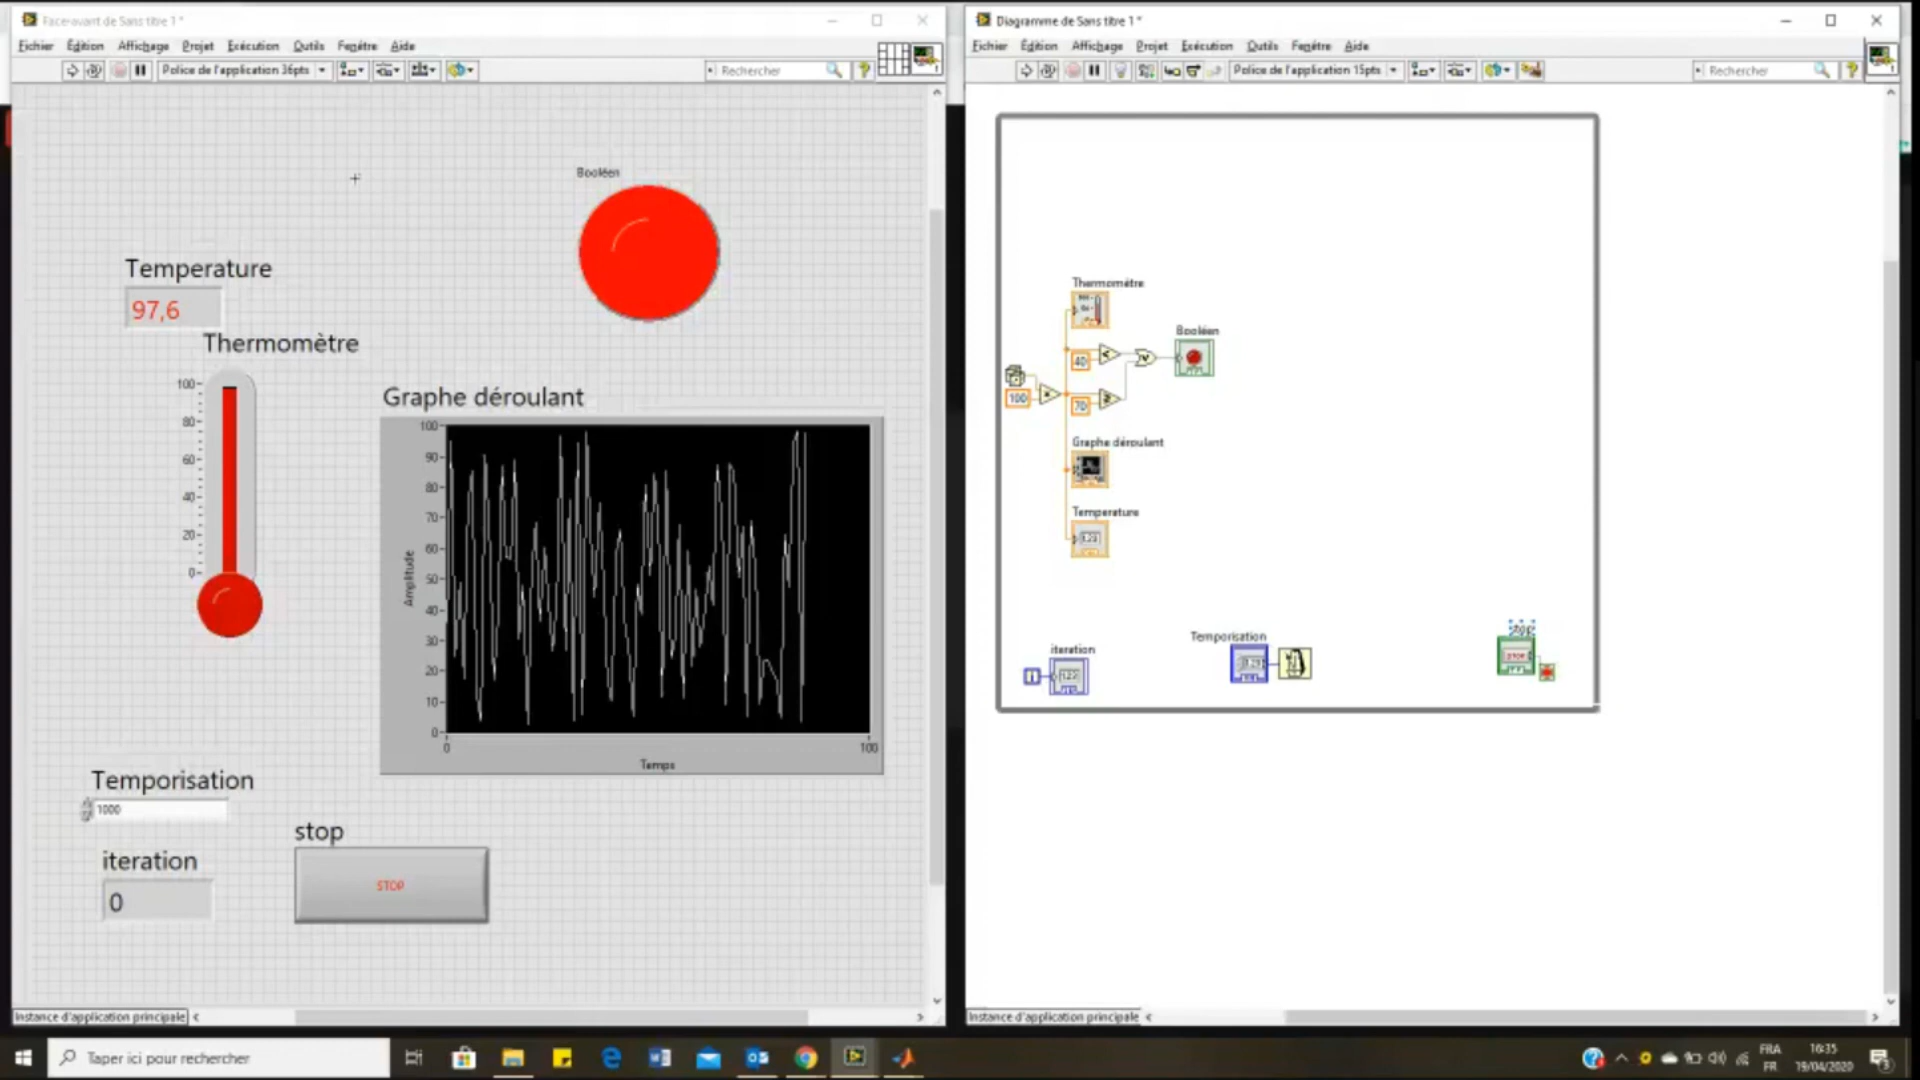 Face-avant de Sans titre 1 *
Fichier Édition Affichage Projet Exécution Outils Fenêtre Aide
Police de l'application 36pts
Rechercher
Booléen
Temperature
97,6
Thermomètre
100
80
60
40
20
0
Graphe déroulant
100
90
80
70
60
50
40
30
20
10
0
Amplitude
0 100
Temps
Temporisation
1000
stop
iteration
STOP
0
Instance d'application principale
Diagramme de Sans titre 1 *
Fichier Édition Affichage Projet Exécution Outils Fenêtre Aide
Police de l'application 15pts
Rechercher
Thermomètre
Booléen
40
100
70
Graphe déroulant
Temperature
123
stop
Temporisation
iteration
i
123
Instance d'application principale
Taper ici pour rechercher
FRA
FR
16:35
19/04/2020